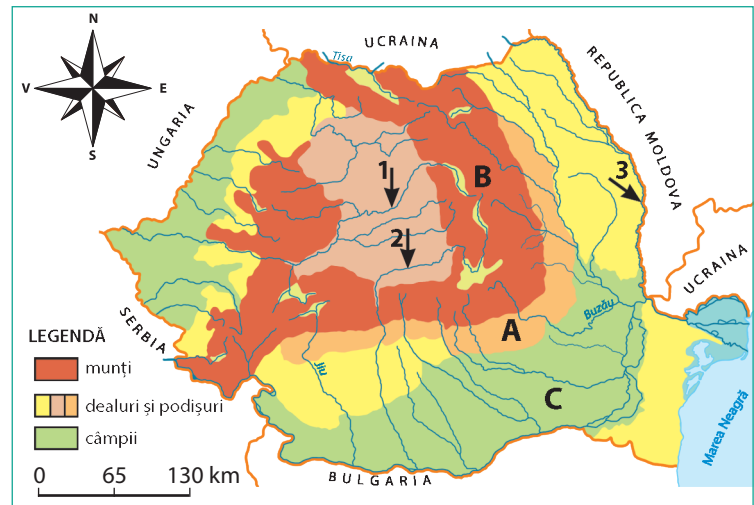 N
V
E
S
UCRAINA
Tisa
UNGARIA
REPUBLICA MOLDOVA
1
B
3
2
UCRAINA
SERBIA
Buzău
A
Jiu
C
Marea Neagră
BULGARIA
LEGENDĂ
munți
dealuri și podișuri
câmpii
0 65 130 km